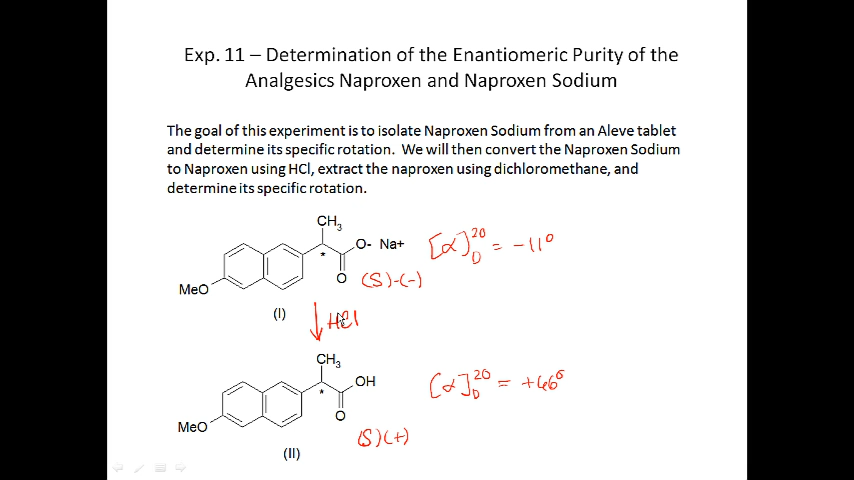 Exp. 11 – Determination of the Enantiomeric Purity of the
Analgesics Naproxen and Naproxen Sodium
The goal of this experiment is to isolate Naproxen Sodium from an Aleve tablet
and determine its specific rotation. We will then convert the Naproxen Sodium
to Naproxen using HCl, extract the naproxen using dichloromethane, and
determine its specific rotation.
CH3
O- Na+
*
O
MeO
(I)
[α]D20 = -11°
(S)-(-)
HCl
CH3
OH
*
O
MeO
(II)
[α]D20 = +66°
(S)(+)